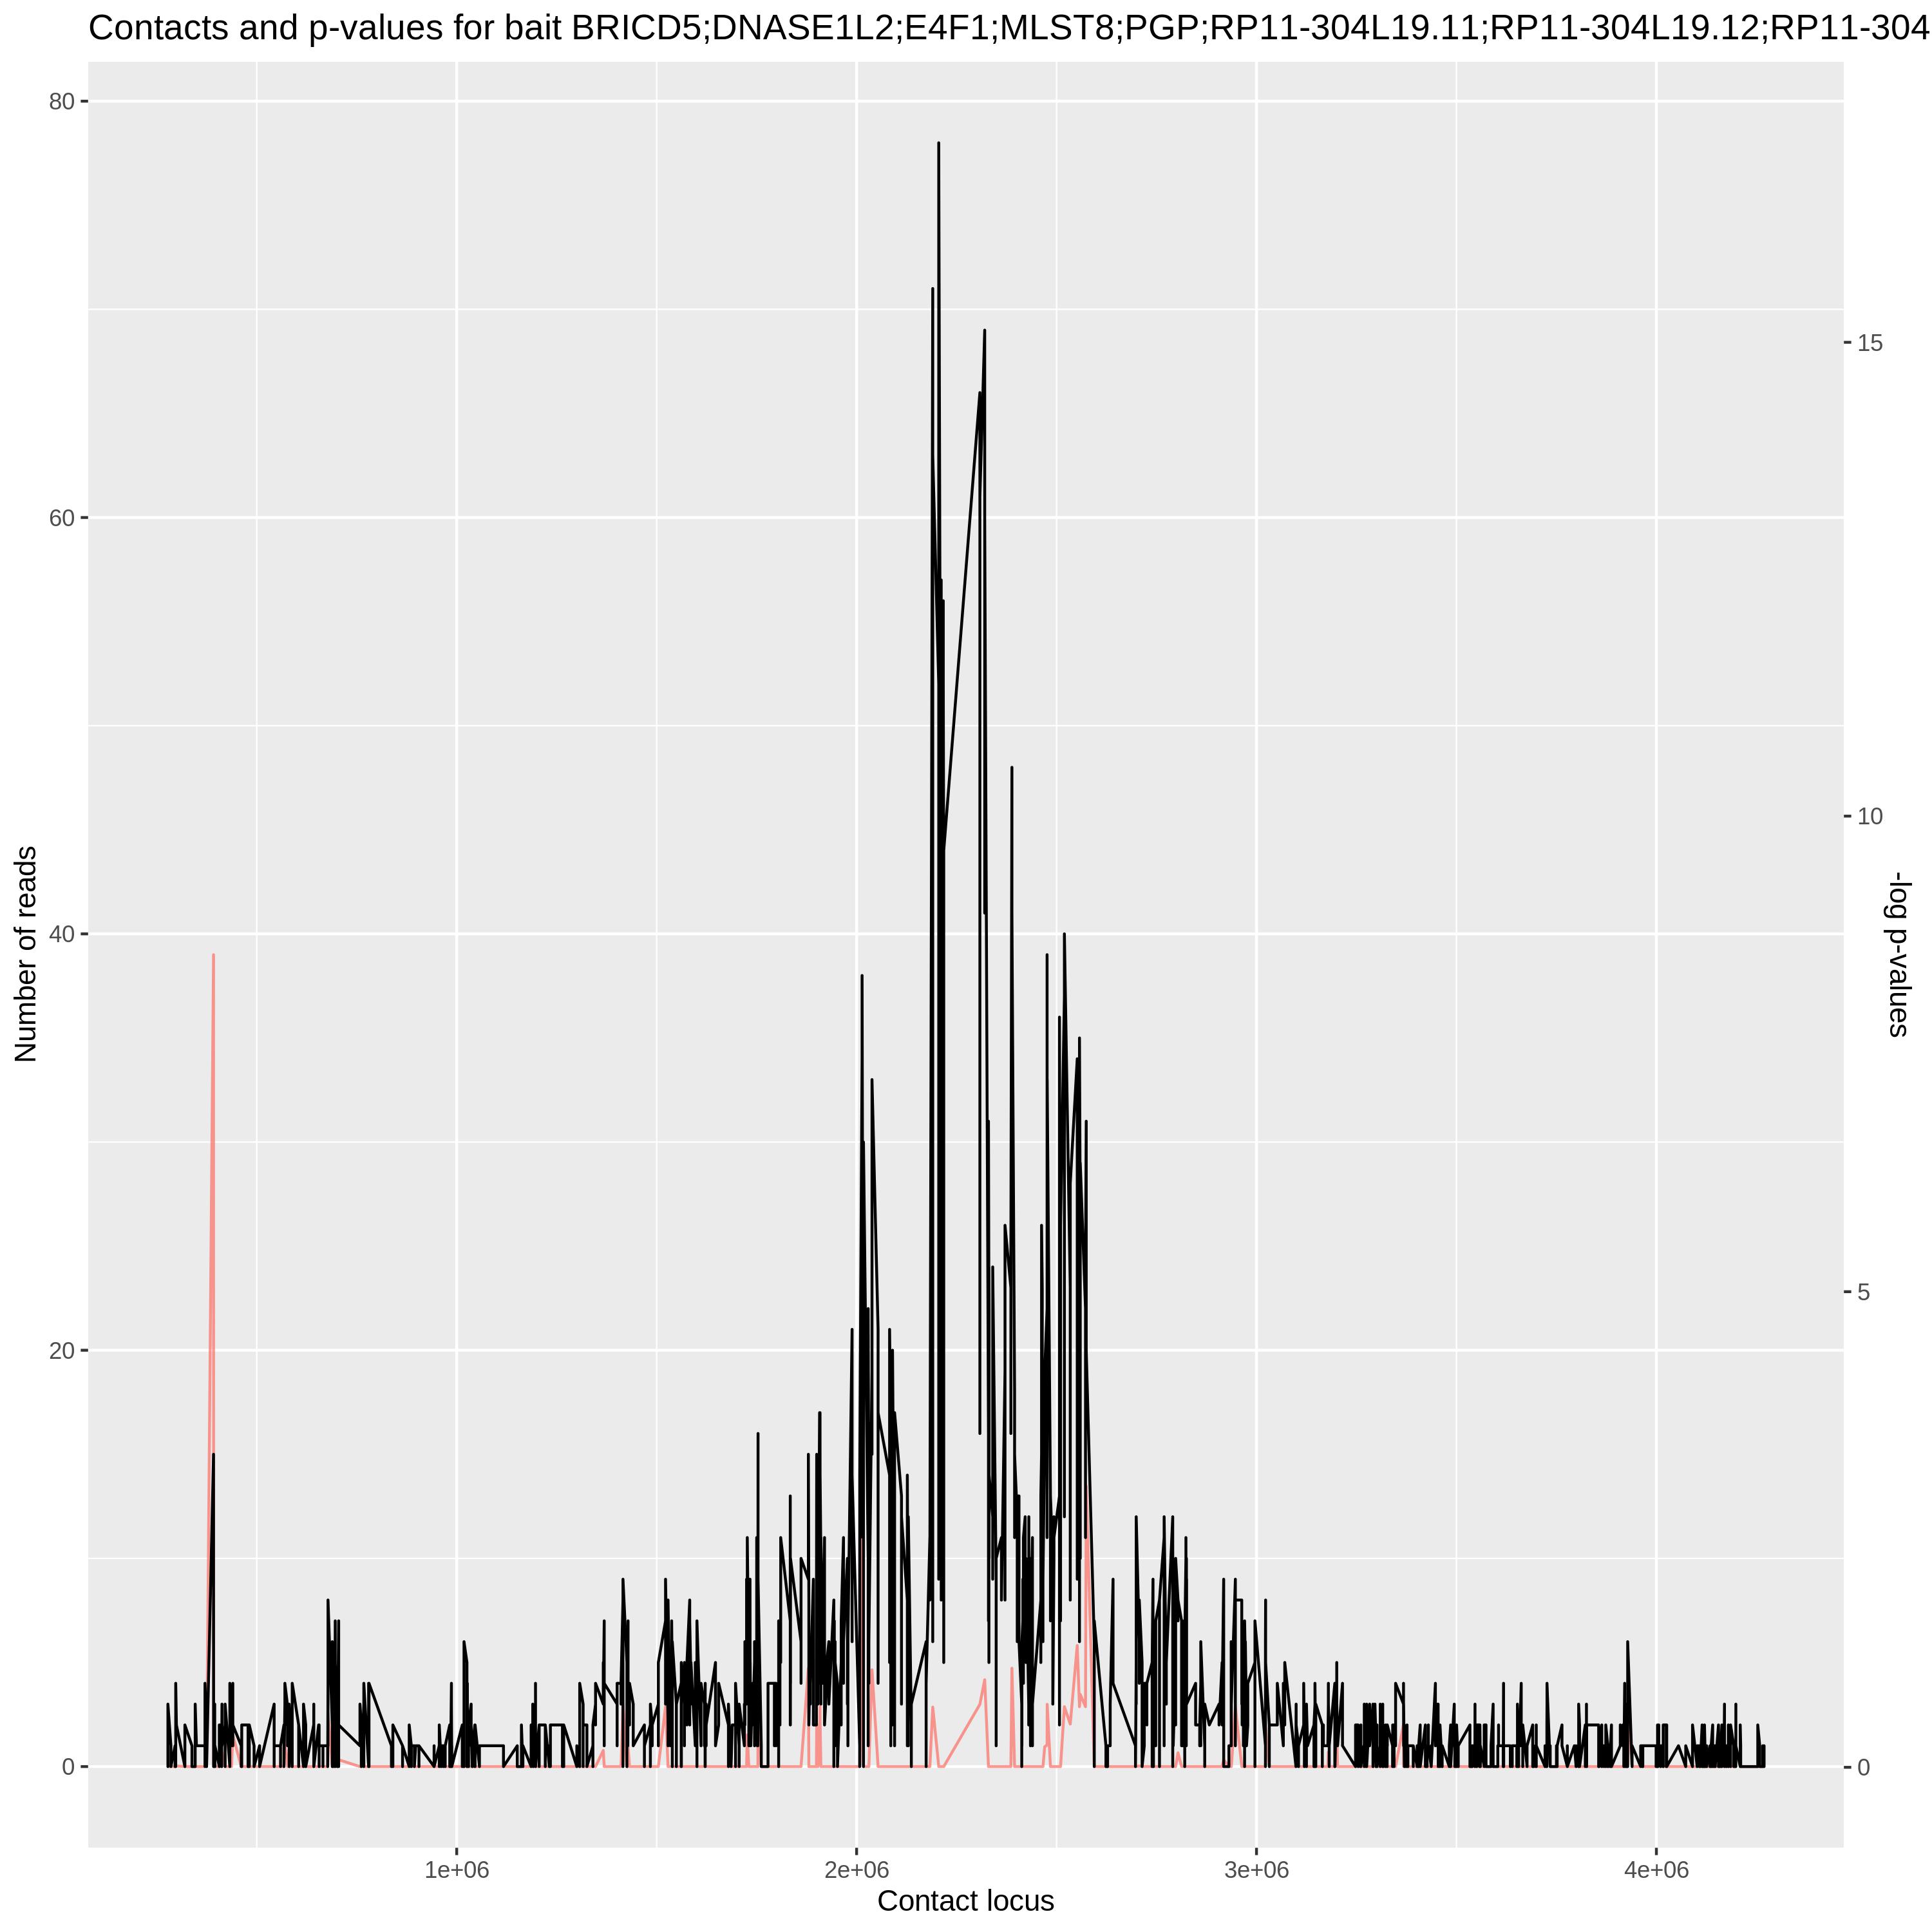 Contacts and p-values for bait BRICD5;DNASE1L2;E4F1;MLST8;PGP;RP11-304L19.11;RP11-304L19.12;RP11-304
80
60
40
20
0
Number of reads
15
10
5
0
-log p-values
1e+06
2e+06
3e+06
4e+06
Contact locus